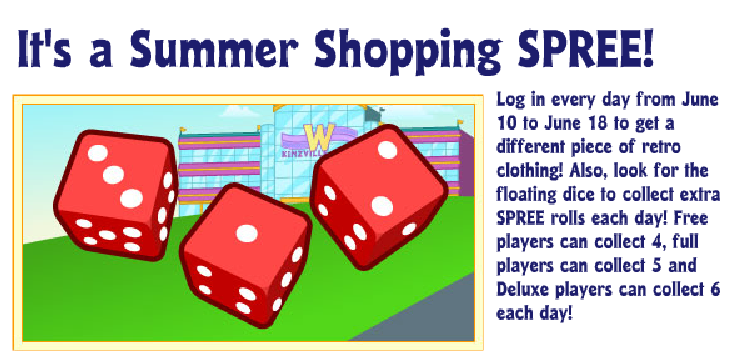 It's a Summer Shopping SPREE!
W
Log in every day from June
10 to June 18 to get a
different piece of retro
clothing! Also, look for the
floating dice to collect extra
SPREE rolls each day! Free
players can collect 4, full
players can collect 5 and
Deluxe players can collect 6
each day!